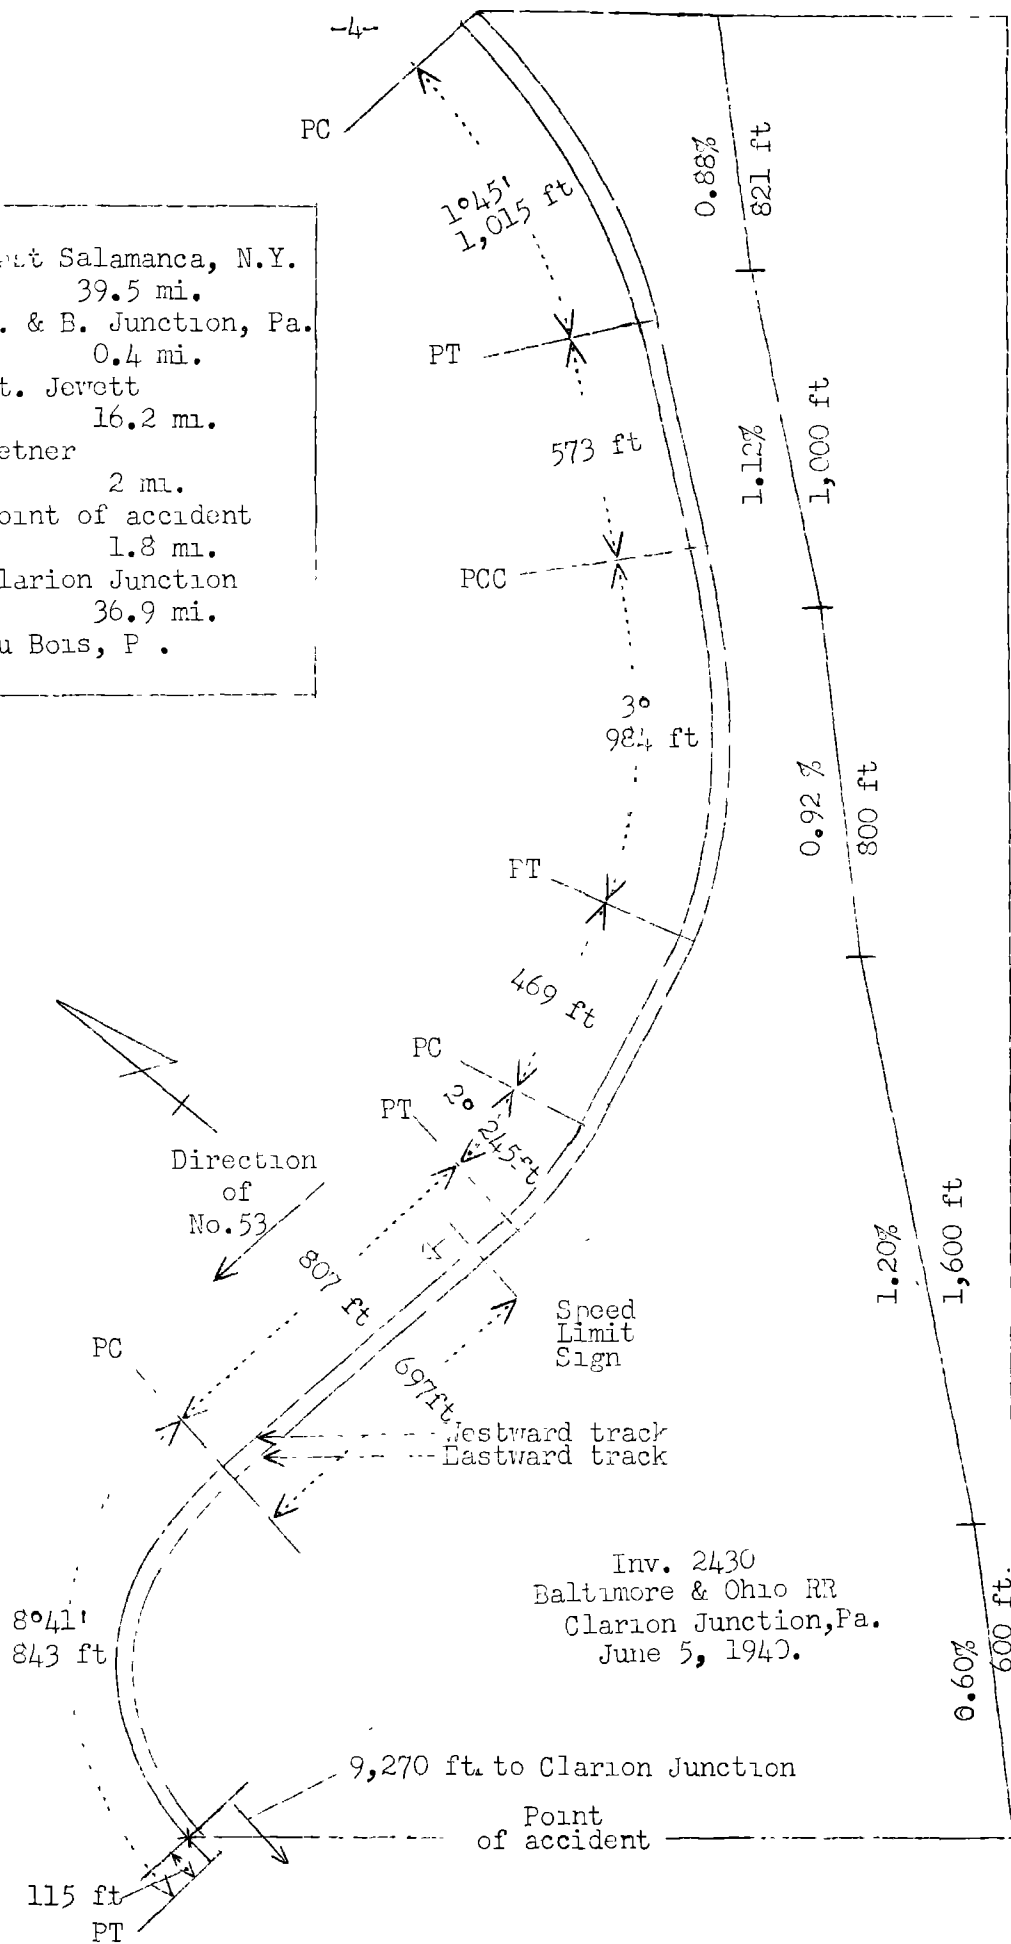 -4-
PC
0.88%
821 ft
1°45'
1,015 ft
Salamanca, N.Y.
39.5 mi.
. & B. Junction, Pa.
0.4 mi.
t. Jewett
16.2 mi.
etner
2 mi.
oint of accident
1.8 mi.
larion Junction
36.9 mi.
u Bois, P .
PT
573 ft
1.12%
1,000 ft
PCC
3°
984 ft
0.92 %
800 ft
PT
469 ft
PC
2°
245 ft
PT
Direction
of
No.53
807 ft
1.20%
1,600 ft
Speed
Limit
Sign
PC
697ft
Westward track
Eastward track
Inv. 2430
Baltimore & Ohio RR
Clarion Junction,Pa.
June 5, 1940.
8°41'
843 ft
0.60%
600 ft.
9,270 ft. to Clarion Junction
Point
of accident
115 ft
PT